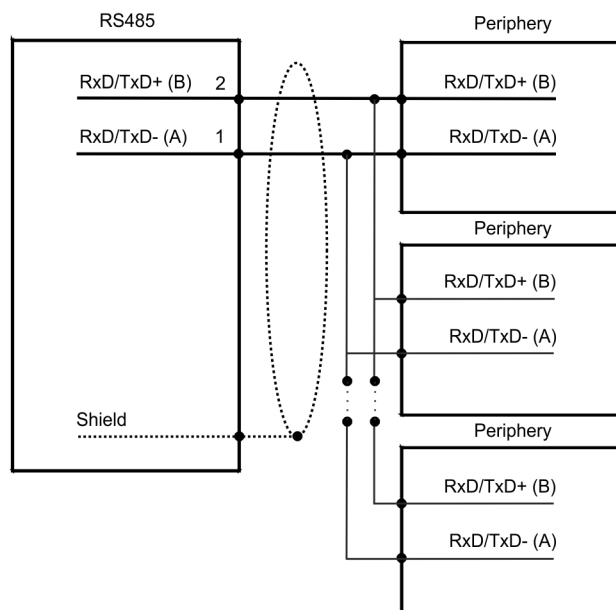 RS485
RxD/TxD+ (B) 2
RxD/TxD- (A) 1
Shield
Periphery
RxD/TxD+ (B)
RxD/TxD- (A)
Periphery
RxD/TxD+ (B)
RxD/TxD- (A)
Periphery
RxD/TxD+ (B)
RxD/TxD- (A)